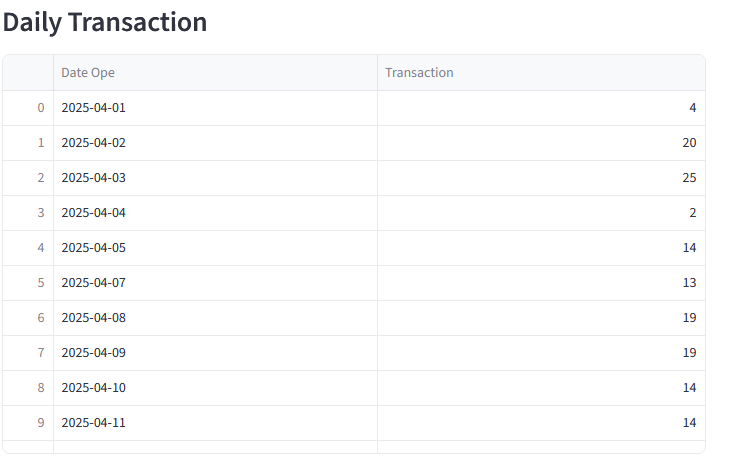 Daily Transaction
Date Ope Transaction
0 2025-04-01 4
1 2025-04-02 20
2 2025-04-03 25
3 2025-04-04 2
4 2025-04-05 14
5 2025-04-07 13
6 2025-04-08 19
7 2025-04-09 19
8 2025-04-10 14
9 2025-04-11 14